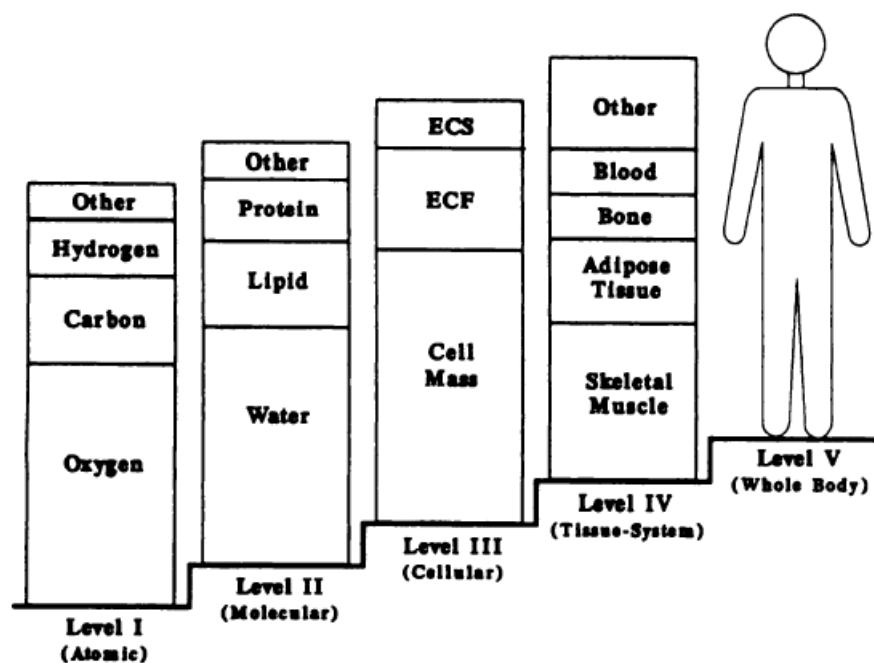 Other
Hydrogen
Carbon
Oxygen
Level I
(Atomic)
Other
Protein
Lipid
Water
Level II
(Molecular)
ECS
ECF
Cell
Mass
Level III
(Cellular)
Other
Blood
Bone
Adipose
Tissue
Skeletal
Muscle
Level IV
(Tissue-System)
Level V
(Whole Body)